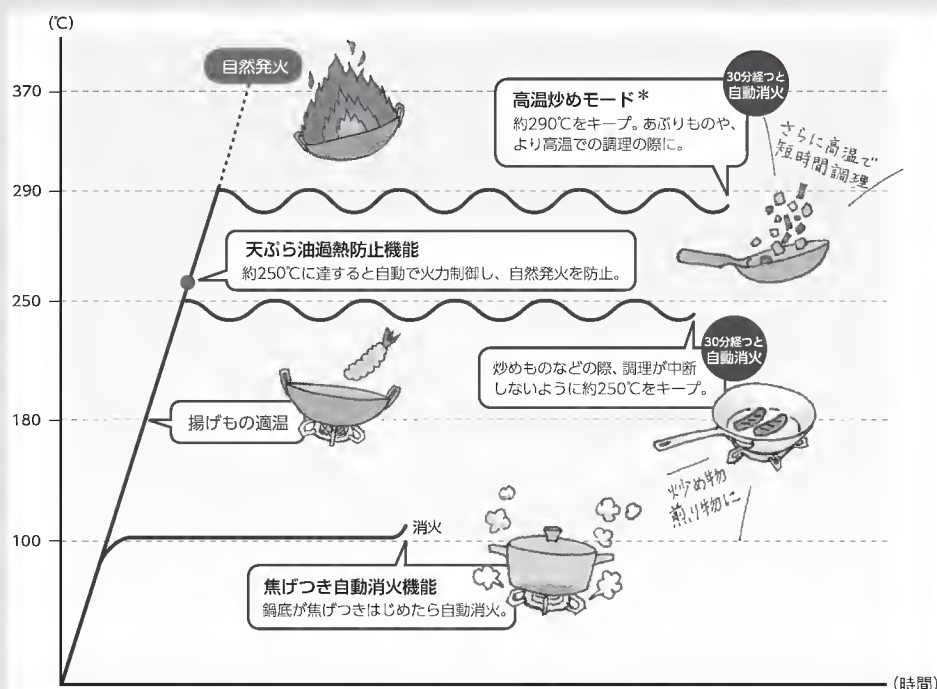 (℃)
自然発火
370
30分経つと
自動消火
高温炒めモード*
約290℃をキープ。あぶりものや、
より高温での調理の際に。
さらに高温で
短時間調理
290
天ぷら油過熱防止機能
約250℃に達すると自動で火力制御し、自然発火を防止。
250
30分経つと
自動消火
炒めものなどの際、調理が中断
しないように約250℃をキープ。
180
揚げもの適温
炒め物
煎り物に
100
消火
焦げつき自動消火機能
鍋底が焦げつきはじめたら自動消火。
(時間)